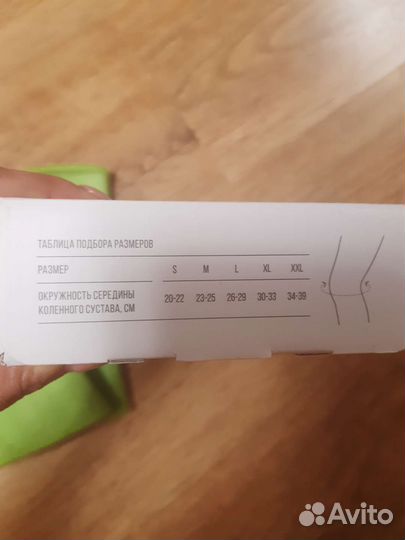 ТАБЛИЦА ПОДБОРА РАЗМЕРОВ
РАЗМЕР S M L XL XXL
ОКРУЖНОСТЬ СЕРЕДИНЫ
КОЛЕННОГО СУСТАВА, СМ 20-22 23-25 26-29 30-33 34-39
Avito